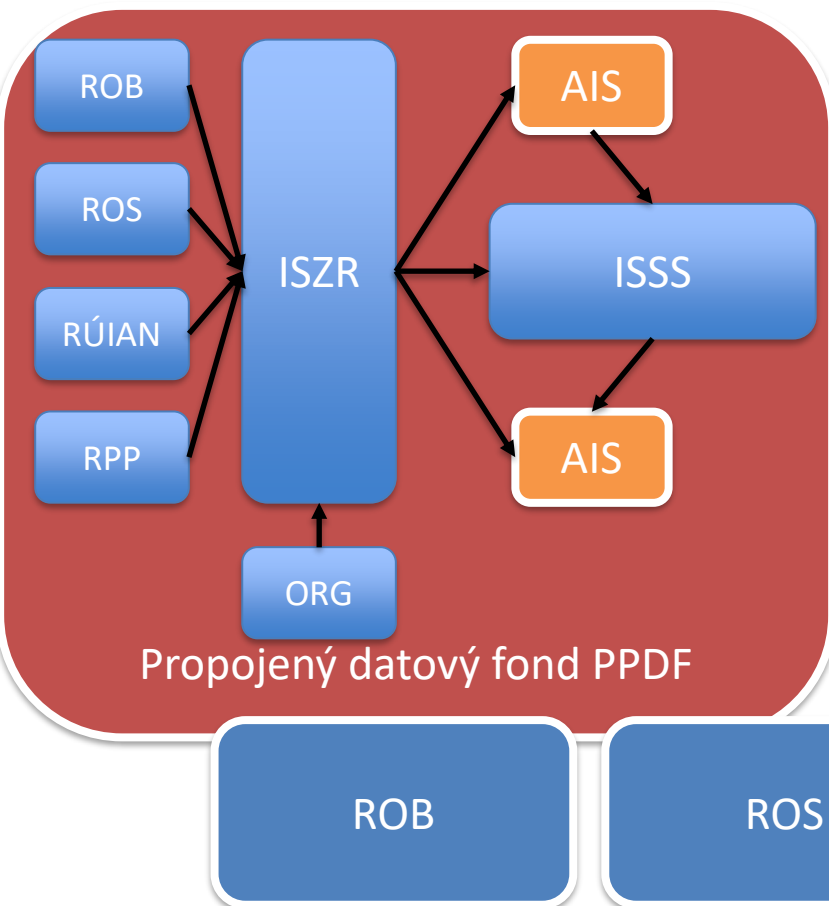 ROB
AIS
ROS
ISZR
ISSS
RÚIAN
RPP
AIS
ORG
Propojený datový fond PPDF
ROB
ROS